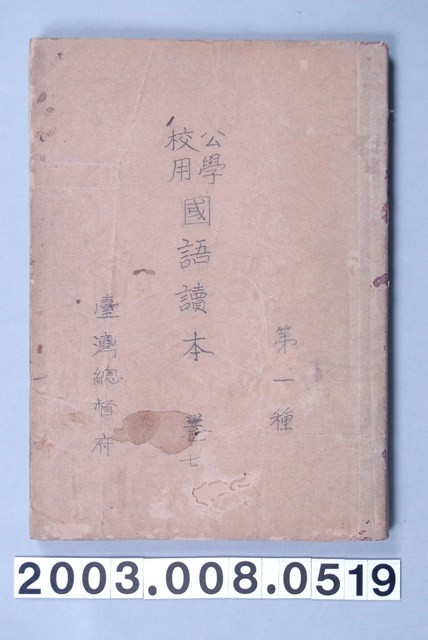 第一種
公學
校用
國語讀本 卷七
臺灣總督府
2003.008.0519